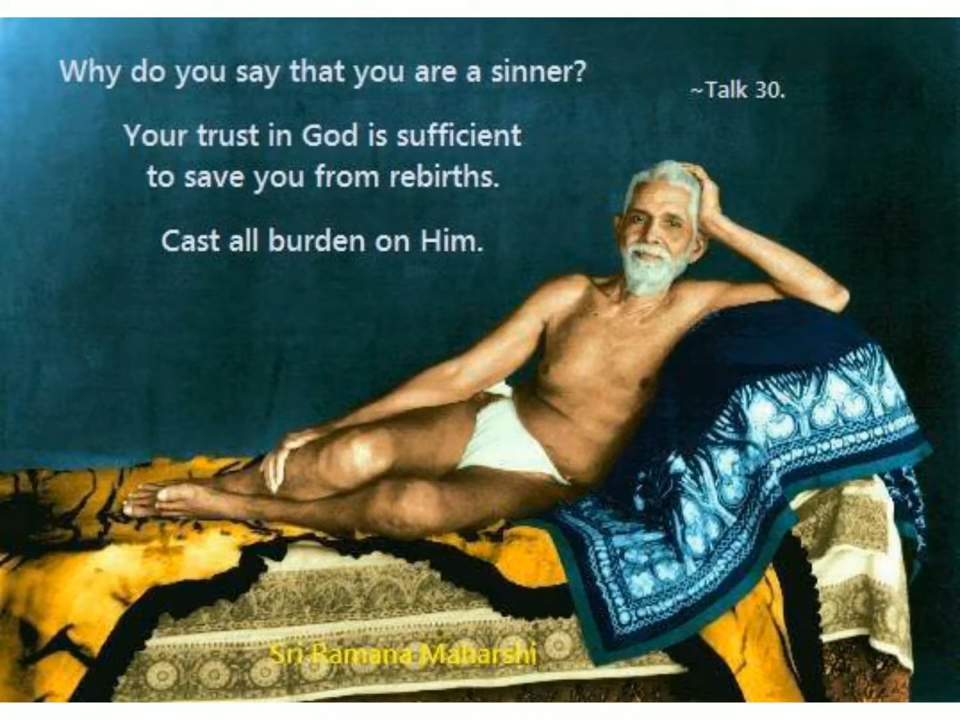 Why do you say that you are a sinner?
~Talk 30.
Your trust in God is sufficient
to save you from rebirths.
Cast all burden on Him.
Sri Ramana Maharshi